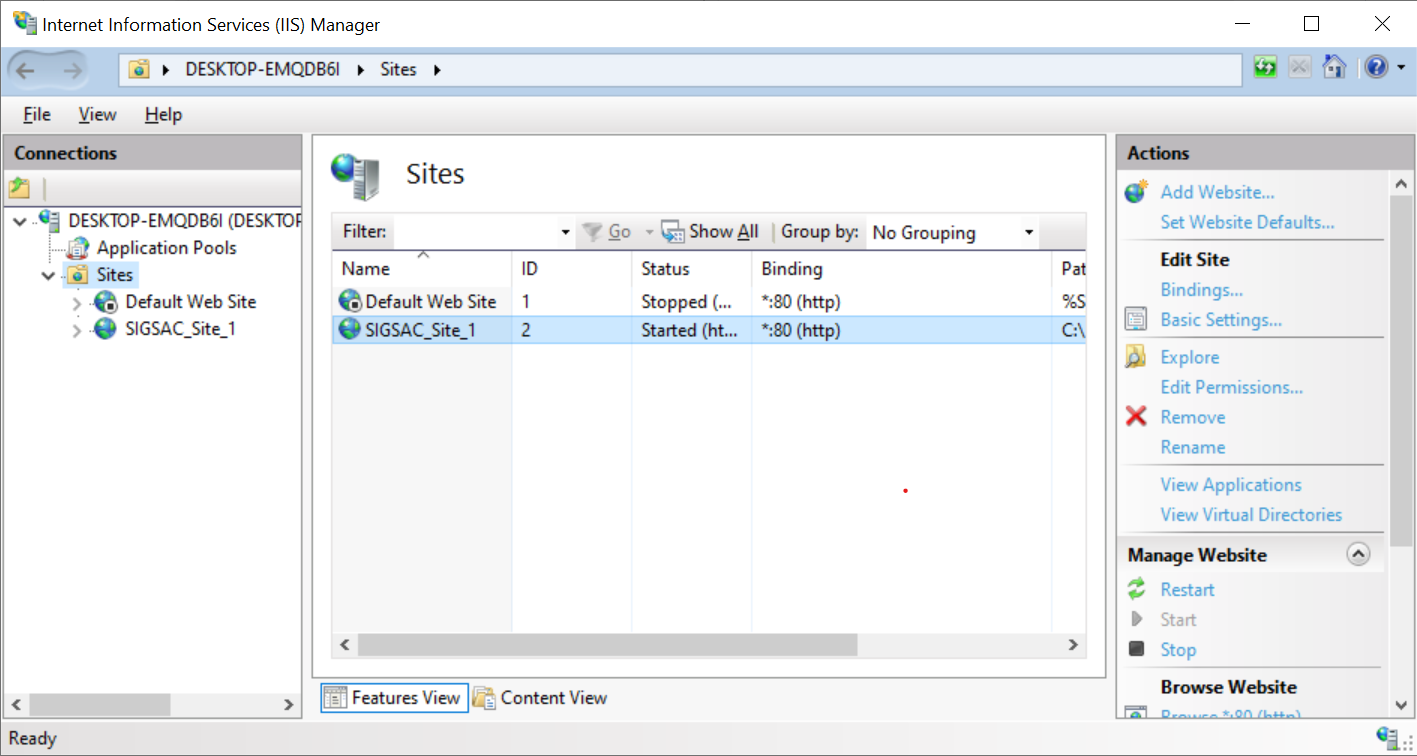 Internet Information Services (IIS) Manager
DESKTOP-EMQDB6I Sites
File View Help
Connections
DESKTOP-EMQDB6I (DESKTOP
Application Pools
Sites
Default Web Site
SIGSAC_Site_1
Sites
Filter: Go Show All Group by: No Grouping
Name ID Status Binding Pat
Default Web Site 1 Stopped (... *:80 (http) %S
SIGSAC_Site_1 2 Started (ht... *:80 (http) C:\
Features View Content View
Actions
Add Website...
Set Website Defaults...
Edit Site
Bindings...
Basic Settings...
Explore
Edit Permissions...
Remove
Rename
View Applications
View Virtual Directories
Manage Website
Restart
Start
Stop
Browse Website
Browse *:80 (http)
Ready